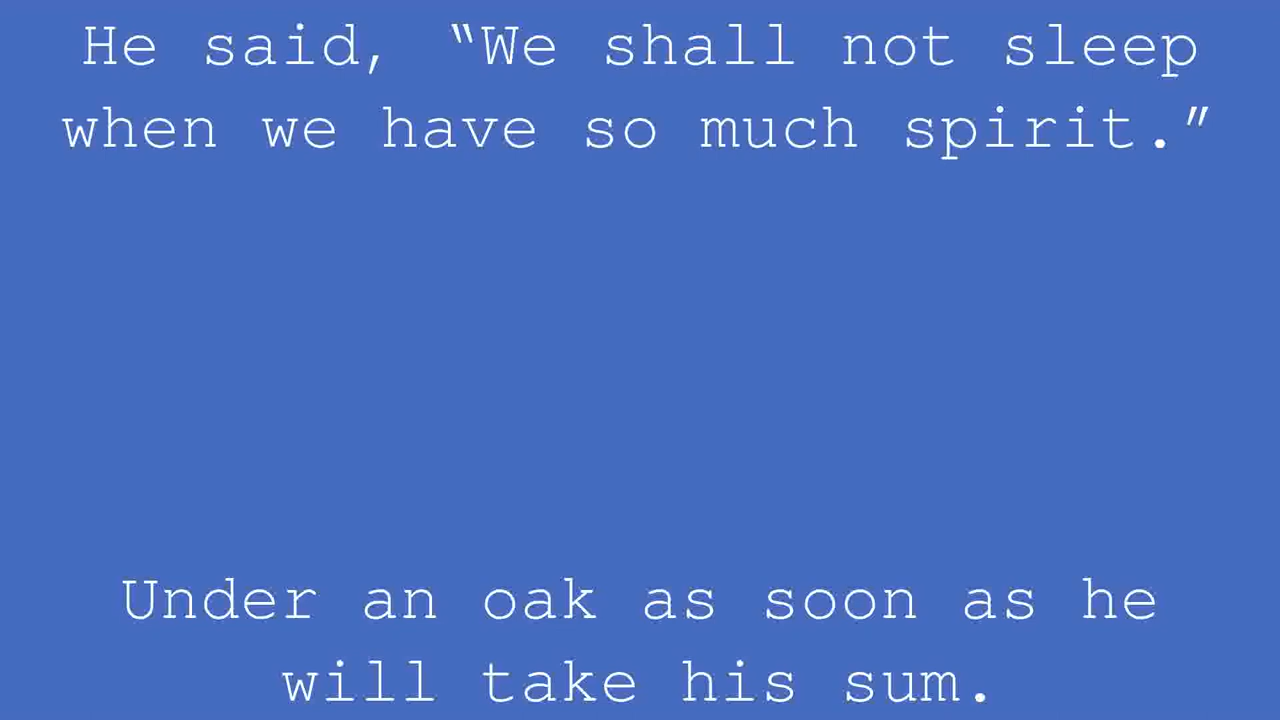 He said, “We shall not sleep
when we have so much spirit.”
Under an oak as soon as he
will take his sum.